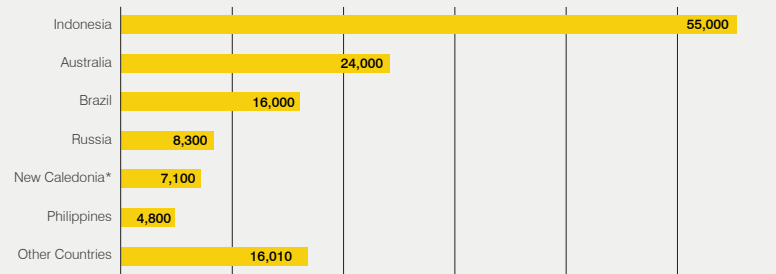 Indonesia 55,000
Australia 24,000
Brazil 16,000
Russia 8,300
New Caledonia* 7,100
Philippines 4,800
Other Countries 16,010